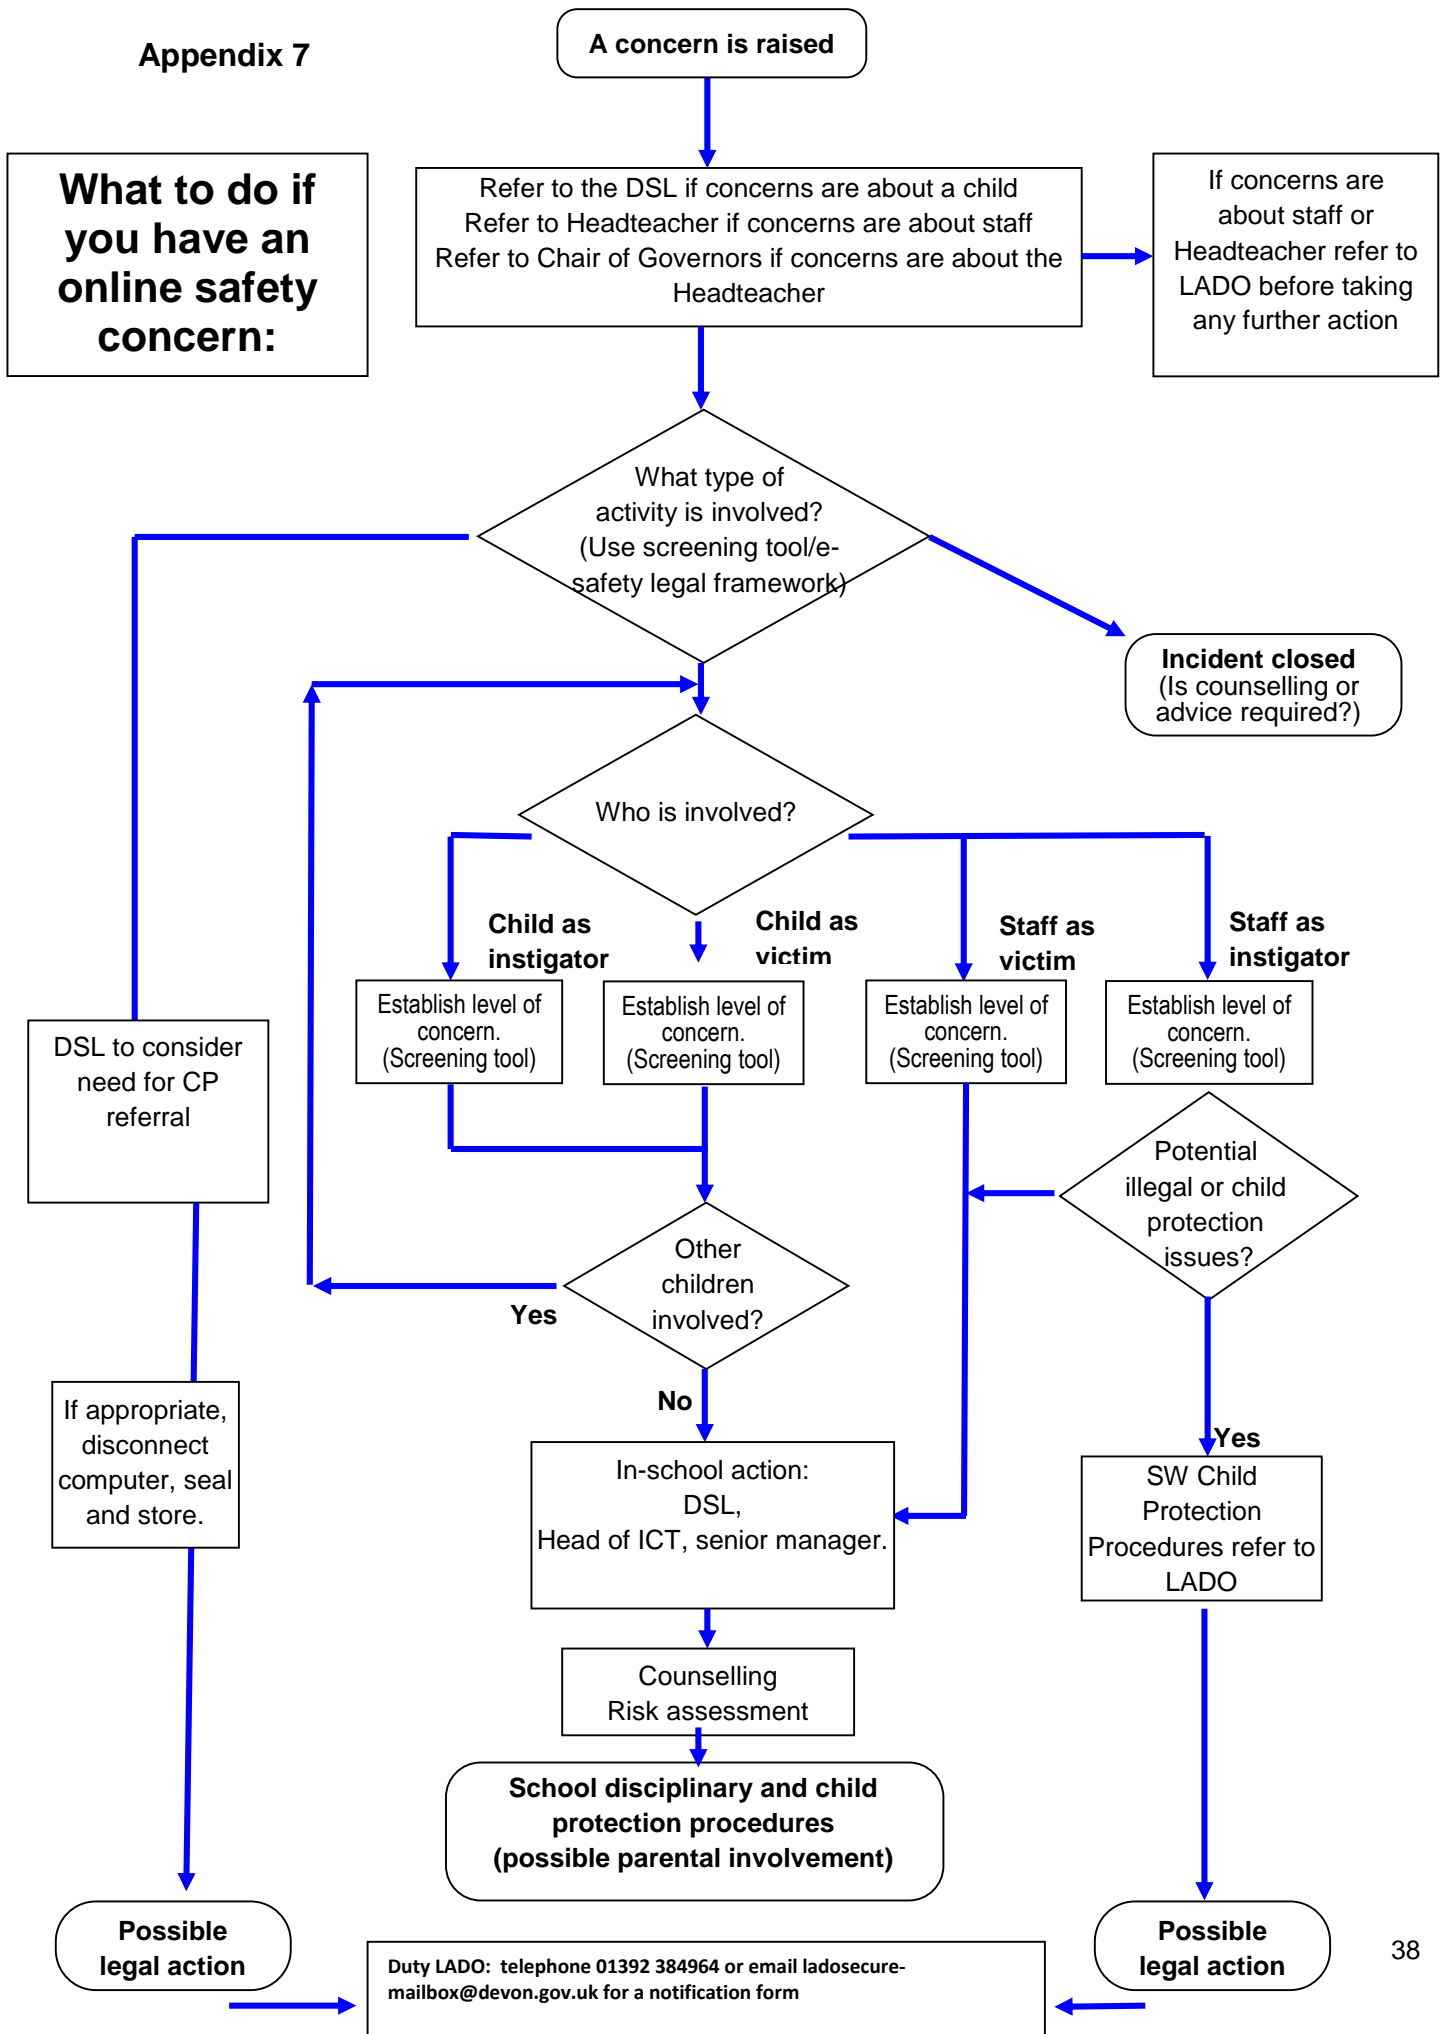 Appendix 7
A concern is raised
What to do if
you have an
online safety
concern:
Refer to the DSL if concerns are about a child
Refer to Headteacher if concerns are about staff
Refer to Chair of Governors if concerns are about the
Headteacher
If concerns are
about staff or
Headteacher refer to
LADO before taking
any further action
What type of
activity is involved?
(Use screening tool/e-
safety legal framework)
Incident closed
(Is counselling or
advice required?)
Who is involved?
Child as
instigator
Child as
victim
Staff as
victim
Staff as
instigator
Establish level of
concern.
(Screening tool)
Establish level of
concern.
(Screening tool)
Establish level of
concern.
(Screening tool)
Establish level of
concern.
(Screening tool)
DSL to consider
need for CP
referral
Potential
illegal or child
protection
issues?
Other
children
involved?
Yes
No
If appropriate,
disconnect
computer, seal
and store.
Yes
In-school action:
DSL,
Head of ICT, senior manager.
SW Child
Protection
Procedures refer to
LADO
Counselling
Risk assessment
School disciplinary and child
protection procedures
(possible parental involvement)
Possible
legal action
Possible
legal action
38
Duty LADO:  telephone 01392 384964 or email ladosecure-
mailbox@devon.gov.uk for a notification form